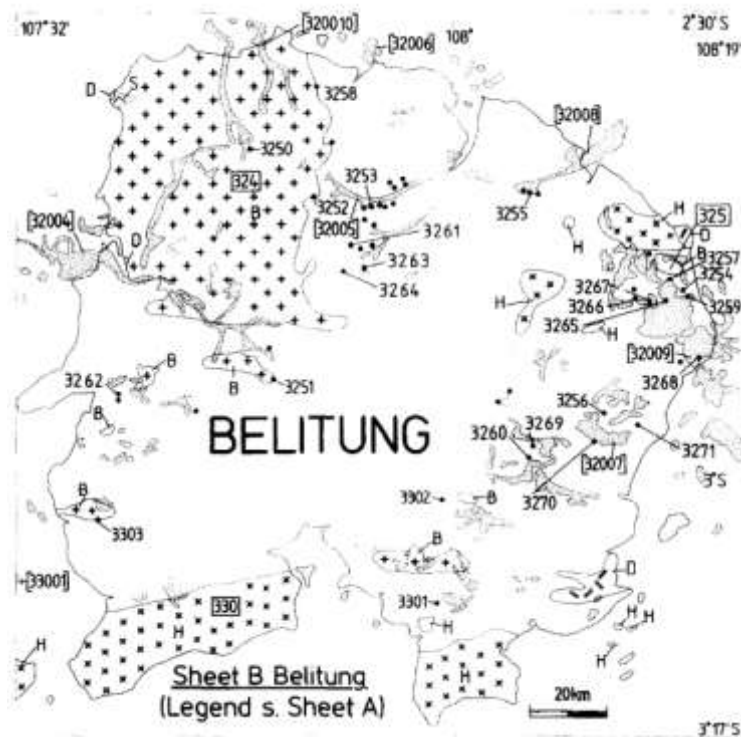 107° 32'
[320010]
[32006]
108°
2° 30' S
108° 19'
D
S
3258
[32008]
3250
3253
324
3252
3255
325
H
B
[32005]
[32004]
3261
H
D
D
B
3257
3263
3267
3254
3264
H
3266
3259
3265
H
[32009]
B
3262
B
3251
3268
B
3256
BELITUNG
3269
3260
3271
[32007]
3°S
B
3302
B
3270
3303
B
D
[33001]
330
3301
H
H
H
H
H
H
H
Sheet B Belitung
(Legend s. Sheet A)
20km
3° 17' S